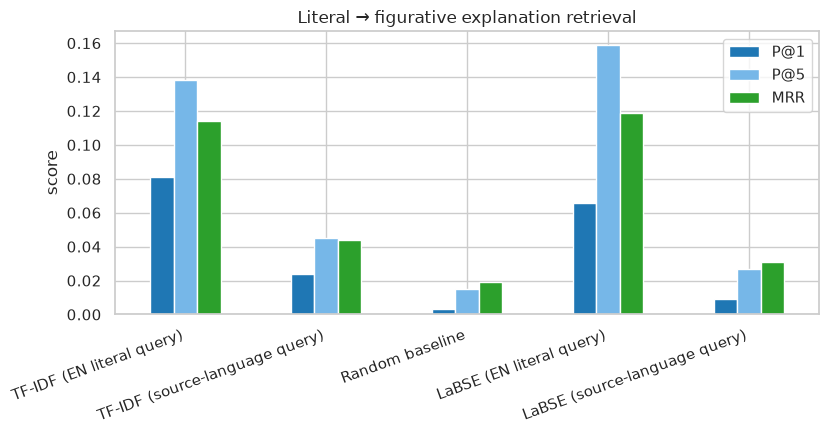 Literal → figurative explanation retrieval
P@1
P@5
MRR
score
0.16
0.14
0.12
0.10
0.08
0.06
0.04
0.02
0.00
TF-IDF (EN literal query)
TF-IDF (source-language query)
Random baseline
LaBSE (EN literal query)
LaBSE (source-language query)